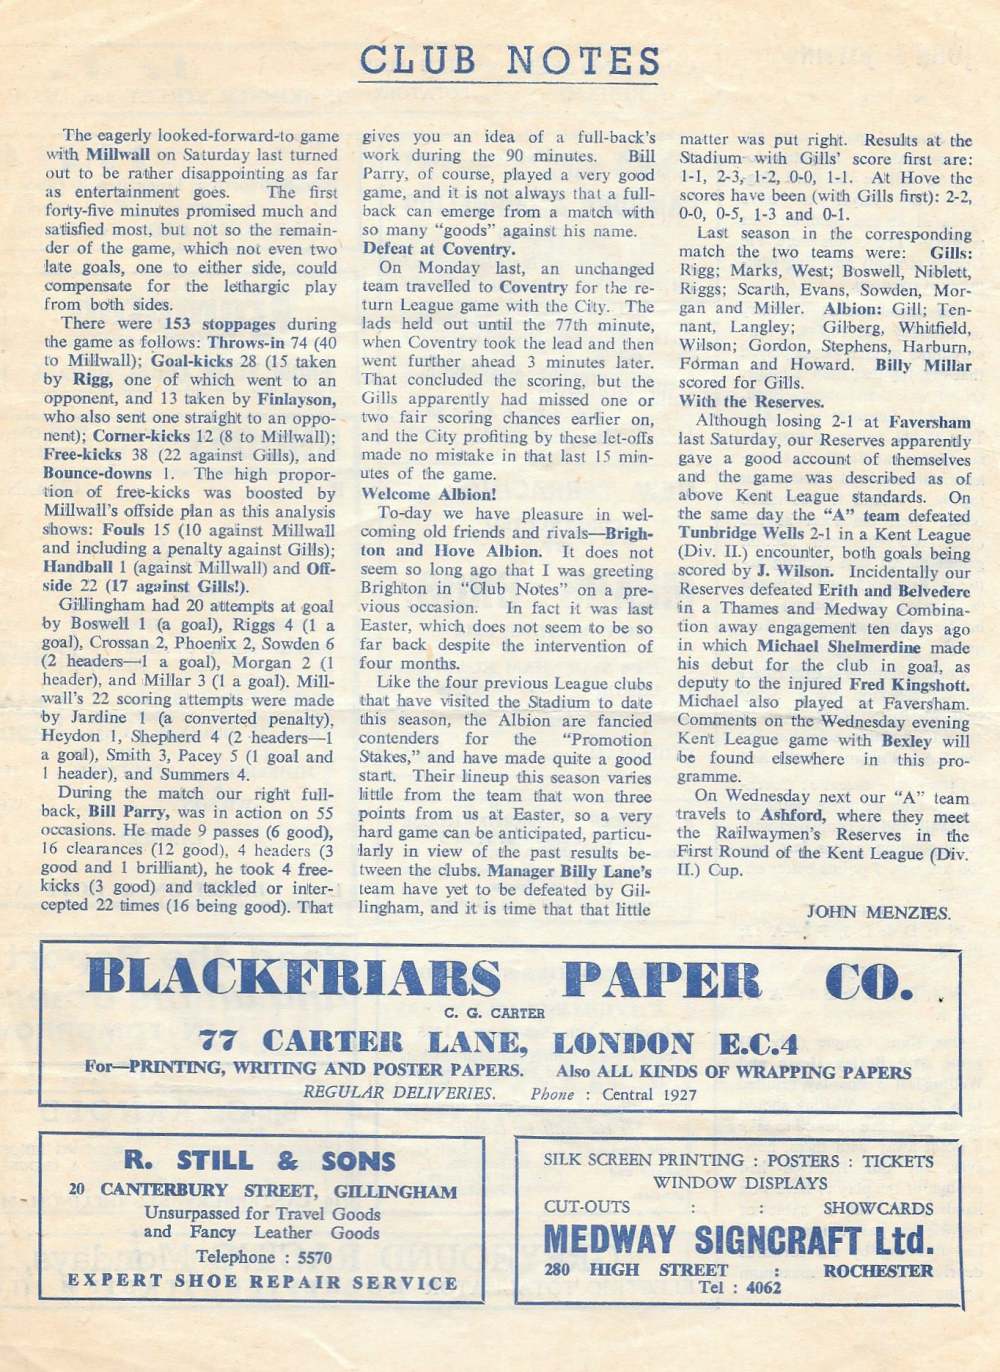 CLUB NOTES
The eagerly looked-forward-to game
with Millwall on Saturday last turned
out to be rather disappointing as far
as entertainment goes. The first
forty-five minutes promised much and
satisfied most, but not so the remain-
der of the game, which not even two
late goals, one to either side, could
compensate for the lethargic play
from both sides.
There were 153 stoppages during
the game as follows: Throws-in 74 (40
to Millwall); Goal-kicks 28 (15 taken
by Rigg, one of which went to an
opponent, and 13 taken by Finlayson,
who also sent one straight to an oppo-
nent); Corner-kicks 12 (8 to Millwall);
Free-kicks 38 (22 against Gills), and
Bounce-downs 1. The high propor-
tion of free-kicks was boosted by
Millwall's offside plan as this analysis
shows: Fouls 15 (10 against Millwall
and including a penalty against Gills);
Handball 1 (against Millwall) and Off-
side 22 (17 against Gills!).
Gillingham had 20 attempts at goal
by Boswell 1 (a goal), Riggs 4 (1 a
goal), Crossan 2, Phoenix 2, Sowden 6
(2 headers—1 a goal), Morgan 2 (1
header), and Millar 3 (1 a goal). Mill-
wall's 22 scoring attempts were made
by Jardine 1 (a converted penalty),
Heydon 1, Shepherd 4 (2 headers—1
a goal), Smith 3, Pacey 5 (1 goal and
1 header), and Summers 4.
During the match our right full-
back, Bill Parry, was in action on 55
occasions. He made 9 passes (6 good),
16 clearances (12 good), 4 headers (3
good and 1 brilliant), he took 4 free-
kicks (3 good) and tackled or inter-
cepted 22 times (16 being good). That
gives you an idea of a full-back's
work during the 90 minutes. Bill
Parry, of course, played a very good
game, and it is not always that a full-
back can emerge from a match with
so many "goods" against his name.
Defeat at Coventry.
On Monday last, an unchanged
team travelled to Coventry for the re-
turn League game with the City. The
lads held out until the 77th minute,
when Coventry took the lead and then
went further ahead 3 minutes later.
That concluded the scoring, but the
Gills apparently had missed one or
two fair scoring chances earlier on,
and the City profiting by these let-offs
made no mistake in that last 15 min-
utes of the game.
Welcome Albion!
To-day we have pleasure in wel-
coming old friends and rivals—Brigh-
ton and Hove Albion. It does not
seem so long ago that I was greeting
Brighton in "Club Notes" on a pre-
vious occasion. In fact it was last
Easter, which does not seem to be so
far back despite the intervention of
four months.
Like the four previous League clubs
that have visited the Stadium to date
this season, the Albion are fancied
contenders for the "Promotion
Stakes," and have made quite a good
start. Their lineup this season varies
little from the team that won three
points from us at Easter, so a very
hard game can be anticipated, particu-
larly in view of the past results be-
tween the clubs. Manager Billy Lane's
team have yet to be defeated by Gil-
lingham, and it is time that that little
matter was put right. Results at the
Stadium with Gills' score first are:
1-1, 2-3, 1-2, 0-0, 1-1. At Hove the
scores have been (with Gills first): 2-2,
0-0, 0-5, 1-3 and 0-1.
Last season in the corresponding
match the two teams were: Gills:
Rigg; Marks, West; Boswell, Niblett,
Riggs; Scarth, Evans, Sowden, Mor-
gan and Millar. Albion: Gill; Ten-
nant, Langley; Gilberg, Whitfield,
Wilson; Gordon, Stephens, Harburn,
Forman and Howard. Billy Millar
scored for Gills.
With the Reserves.
Although losing 2-1 at Faversham
last Saturday, our Reserves apparently
gave a good account of themselves
and the game was described as of
above Kent League standards. On
the same day the "A" team defeated
Tunbridge Wells 2-1 in a Kent League
(Div. II.) encounter, both goals being
scored by J. Wilson. Incidentally our
Reserves defeated Erith and Belvedere
in a Thames and Medway Combina-
tion away engagement ten days ago
in which Michael Shelmerdine made
his debut for the club in goal, as
deputy to the injured Fred Kingshott.
Michael also played at Faversham.
Comments on the Wednesday evening
Kent League game with Bexley will
be found elsewhere in this pro-
gramme.
On Wednesday next our "A" team
travels to Ashford, where they meet
the Railwaymen's Reserves in the
First Round of the Kent League (Div.
II.) Cup.
JOHN MENZIES.
BLACKFRIARS PAPER CO.
C. G. CARTER
77 CARTER LANE, LONDON E.C.4
For—PRINTING, WRITING AND POSTER PAPERS. Also ALL KINDS OF WRAPPING PAPERS
REGULAR DELIVERIES. Phone : Central 1927
R. STILL & SONS
20 CANTERBURY STREET, GILLINGHAM
Unsurpassed for Travel Goods
and Fancy Leather Goods
Telephone : 5570
EXPERT SHOE REPAIR SERVICE
SILK SCREEN PRINTING : POSTERS : TICKETS
WINDOW DISPLAYS
CUT-OUTS : : SHOWCARDS
MEDWAY SIGNCRAFT Ltd.
280 HIGH STREET : ROCHESTER
Tel : 4062